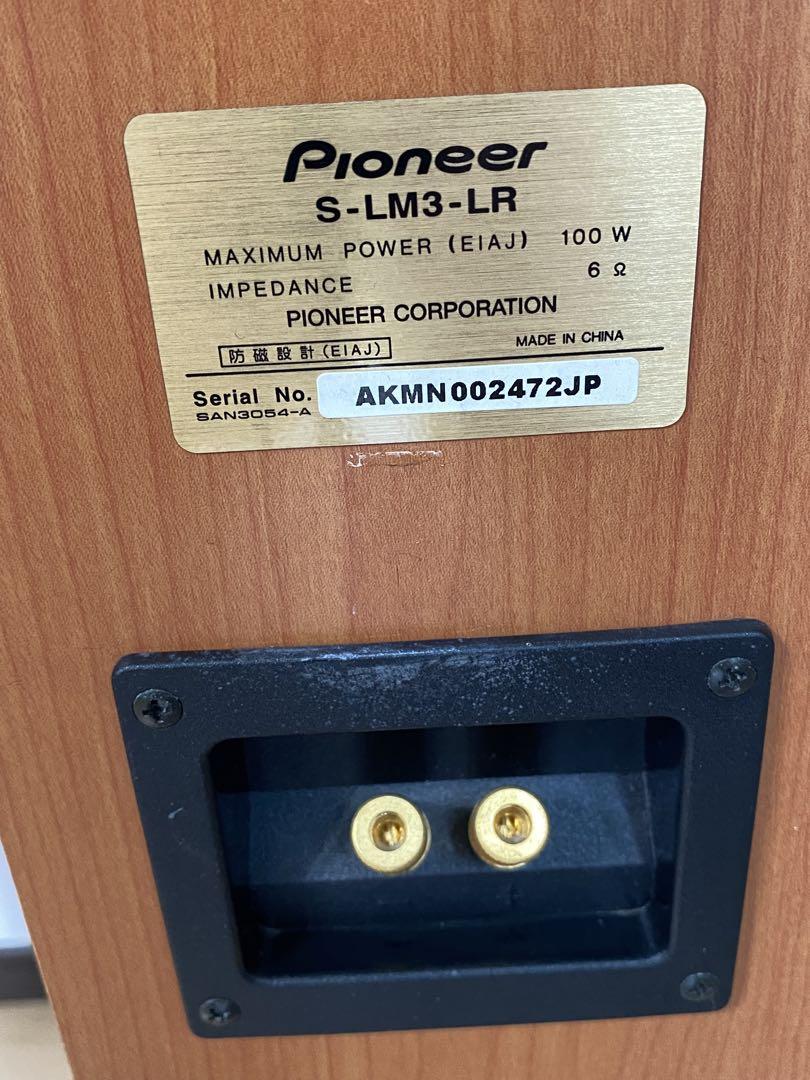 Pioneer
S-LM3-LR
MAXIMUM POWER (EIAJ) 100 W
IMPEDANCE 6 Ω
PIONEER CORPORATION
防磁設計(EIAJ) MADE IN CHINA
Serial No. AKMN002472JP
SAN3054-A